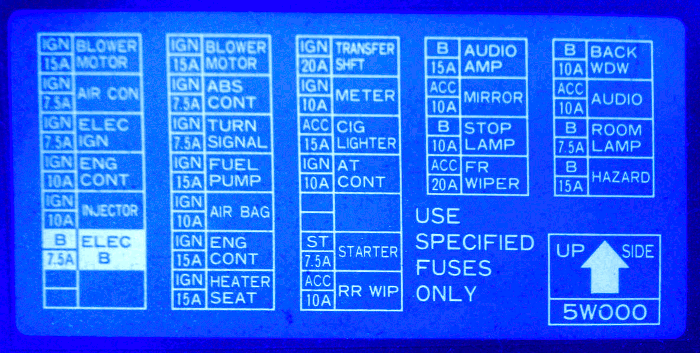 IGN BLOWER
15A MOTOR
IGN AIR CON
7.5A
IGN ELEC
7.5A IGN
IGN ENG
10A CONT
IGN INJECTOR
10A
B ELEC
7.5A B
IGN BLOWER
15A MOTOR
IGN ABS
7.5A CONT
IGN TURN
7.5A SIGNAL
IGN FUEL
15A PUMP
IGN AIR BAG
10A
IGN ENG
15A CONT
IGN HEATER
15A SEAT
IGN TRANSFER
20A SHFT
IGN METER
10A
ACC CIG
15A LIGHTER
IGN AT
10A CONT
ST STARTER
7.5A
ACC RR WIP
10A
B AUDIO
15A AMP
ACC MIRROR
10A
B STOP
10A LAMP
ACC FR
20A WIPER
B BACK
10A WDW
ACC AUDIO
10A
B ROOM
7.5A LAMP
B HAZARD
15A
USE
SPECIFIED
FUSES
ONLY
UP SIDE
5W000